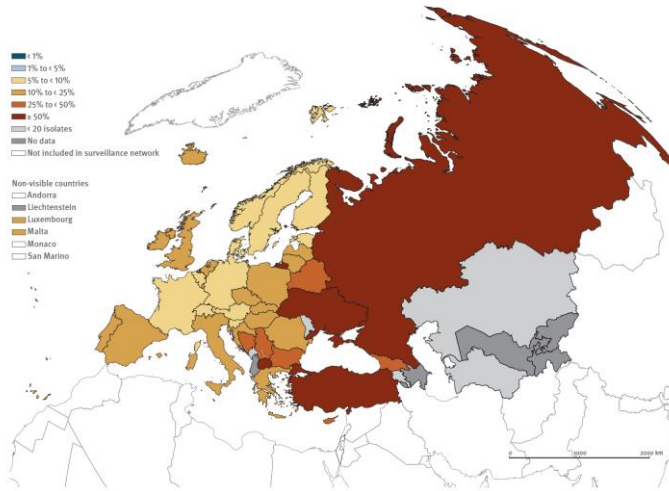 < 1%
1% to < 5%
5% to < 10%
10% to < 25%
25% to < 50%
≥ 50%
< 20 isolates
No data
Not included in surveillance network
Non-visible countries
Andorra
Liechtenstein
Luxembourg
Malta
Monaco
San Marino
0 1000 2000 km